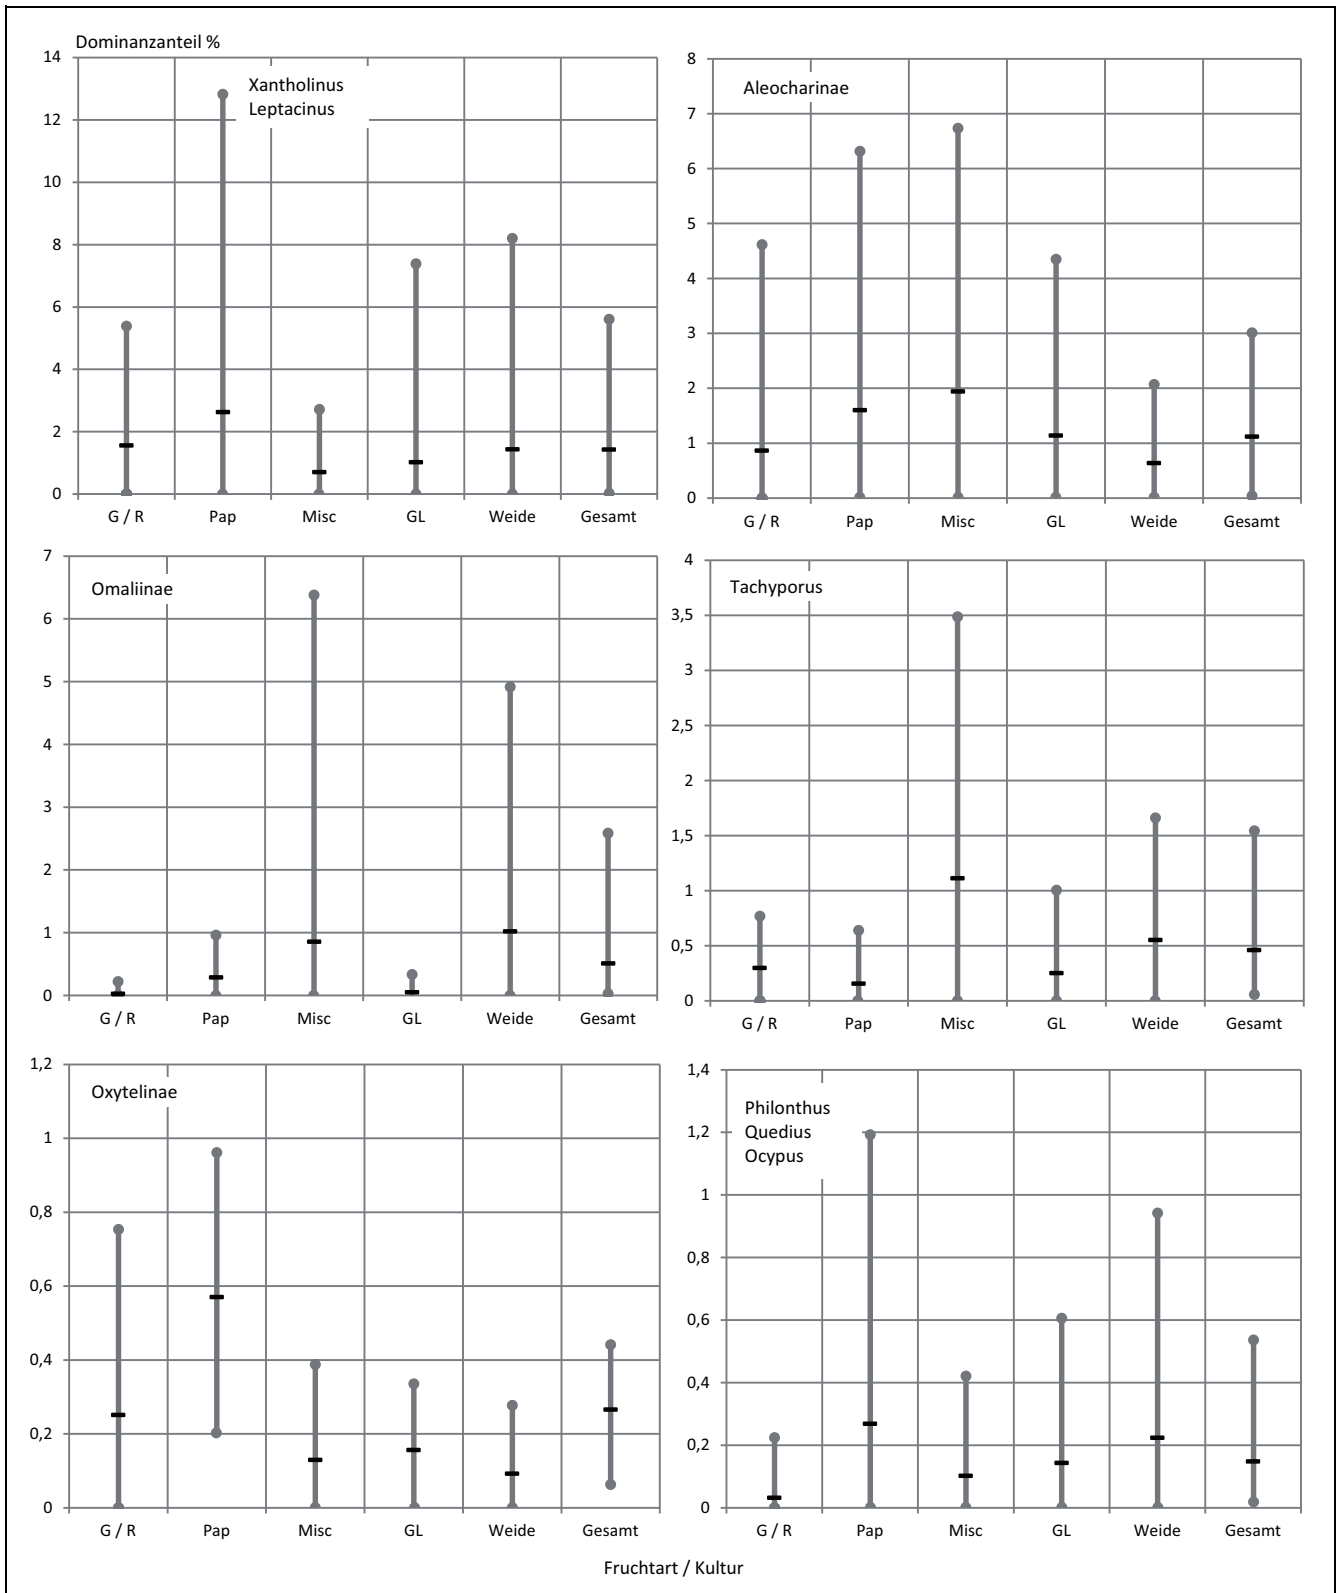 Dominanzanteil %
14
12
10
8
6
4
2
0
Xantholinus
Leptacinus
G / R Pap Misc GL Weide Gesamt
8
7
6
5
4
3
2
1
0
Aleocharinae
G / R Pap Misc GL Weide Gesamt
7
6
5
4
3
2
1
0
Omaliinae
G / R Pap Misc GL Weide Gesamt
4
3,5
3
2,5
2
1,5
1
0,5
0
Tachyporus
G / R Pap Misc GL Weide Gesamt
1,2
1
0,8
0,6
0,4
0,2
0
Oxytelinae
G / R Pap Misc GL Weide Gesamt
1,4
1,2
1
0,8
0,6
0,4
0,2
0
Philonthus
Quedius
Ocypus
G / R Pap Misc GL Weide Gesamt
Fruchtart / Kultur